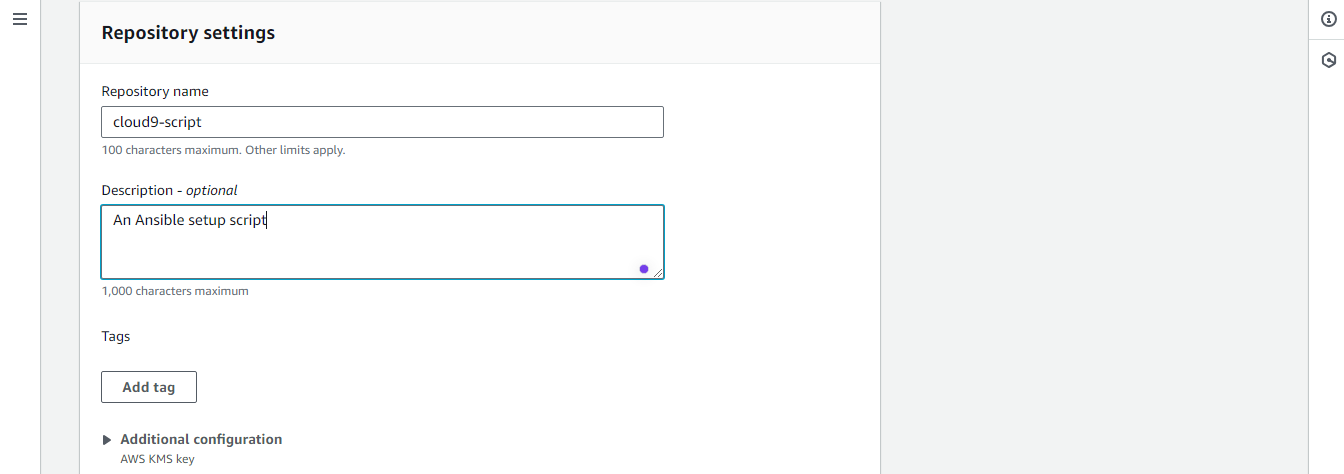 Repository settings
Repository name
cloud9-script
100 characters maximum. Other limits apply.
Description - optional
An Ansible setup script
1,000 characters maximum
Tags
Add tag
Additional configuration
AWS KMS key